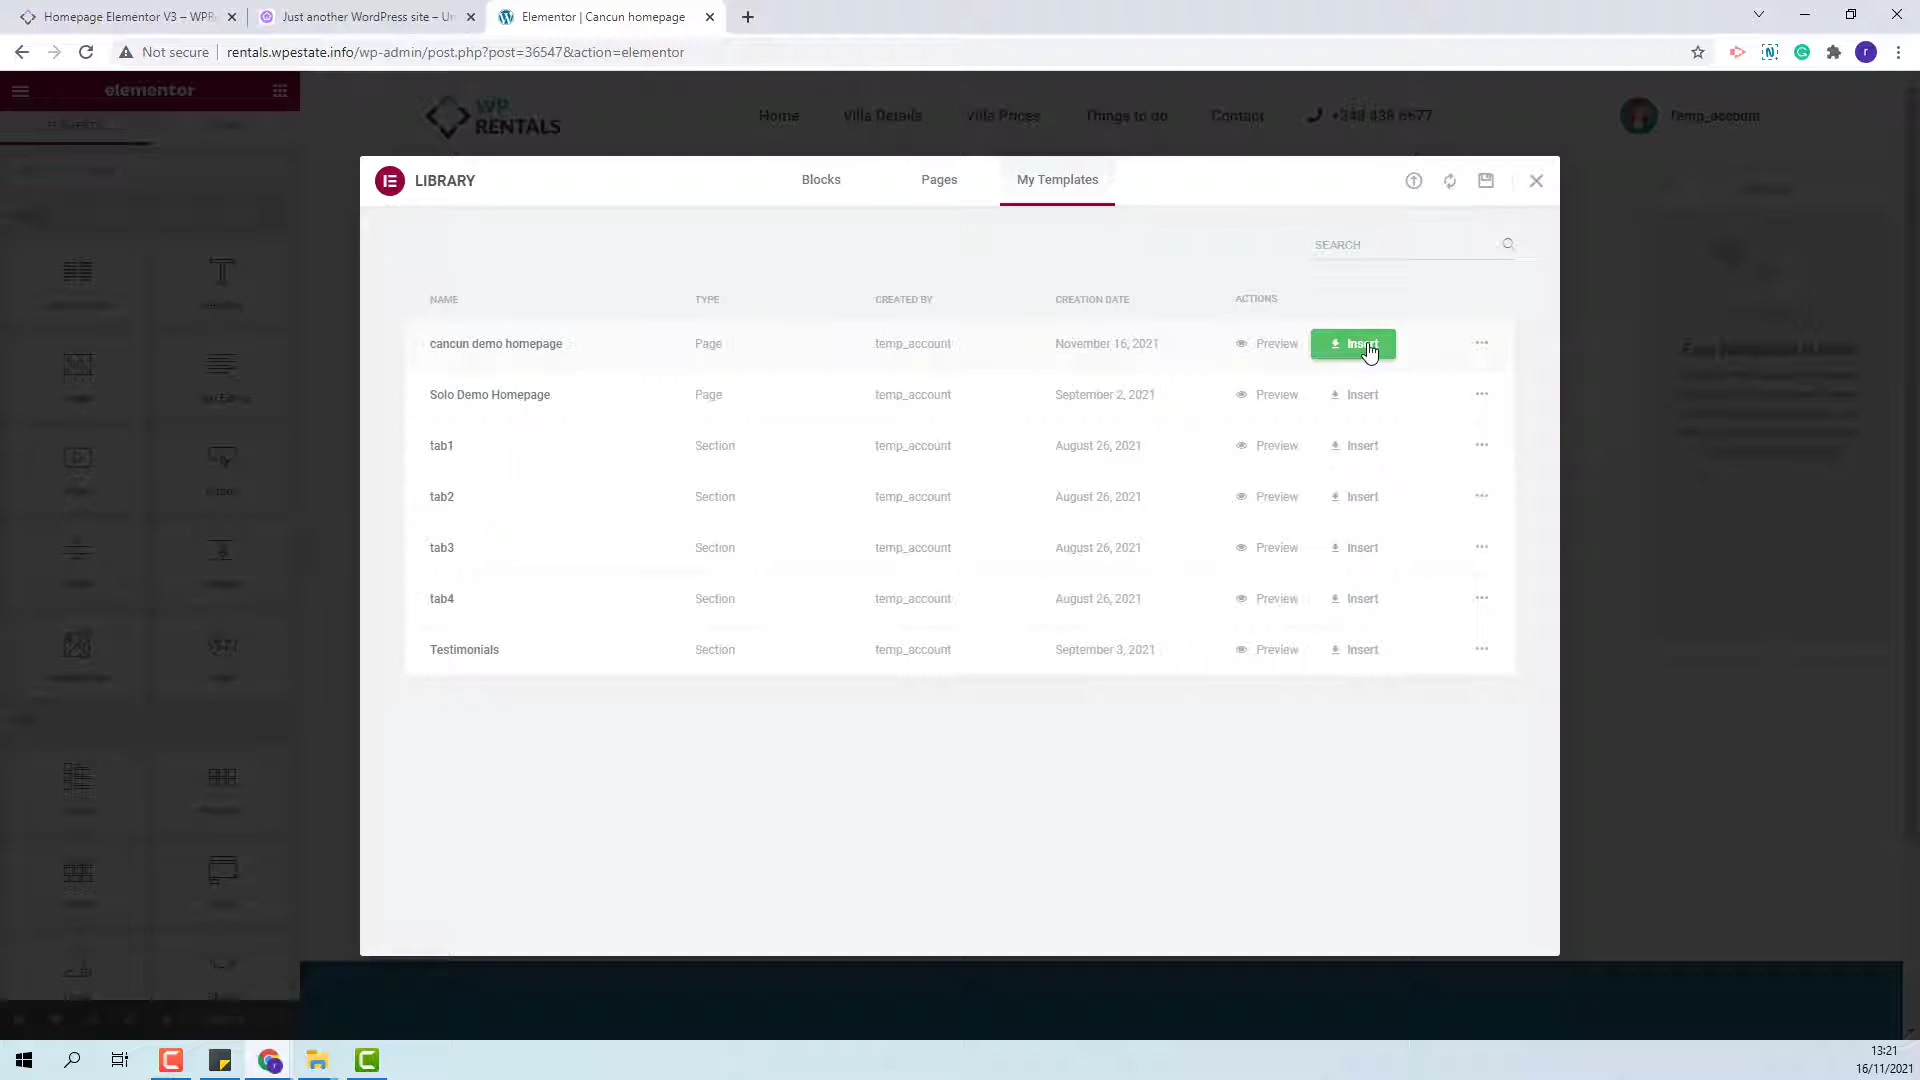 Homepage Elementor V3 – WPR
Just another WordPress site – Un
Elementor | Cancun homepage
Not secure
rentals.wpestate.info/wp-admin/post.php?post=36547&action=elementor
elementor
WP
RENTALS
Home
Villa Details
Villa Prices
Things to do
Contact
Temp_account
LIBRARY
Blocks
Pages
My Templates
SEARCH
NAME TYPE CREATED BY CREATION DATE ACTIONS
cancun demo homepage Page temp_account November 16, 2021 Preview Insert
Solo Demo Homepage Page temp_account September 2, 2021 Preview Insert
tab1 Section temp_account August 26, 2021 Preview Insert
tab2 Section temp_account August 26, 2021 Preview Insert
tab3 Section temp_account August 26, 2021 Preview Insert
tab4 Section temp_account August 26, 2021 Preview Insert
Testimonials Section temp_account September 3, 2021 Preview Insert
13:21
16/11/2021